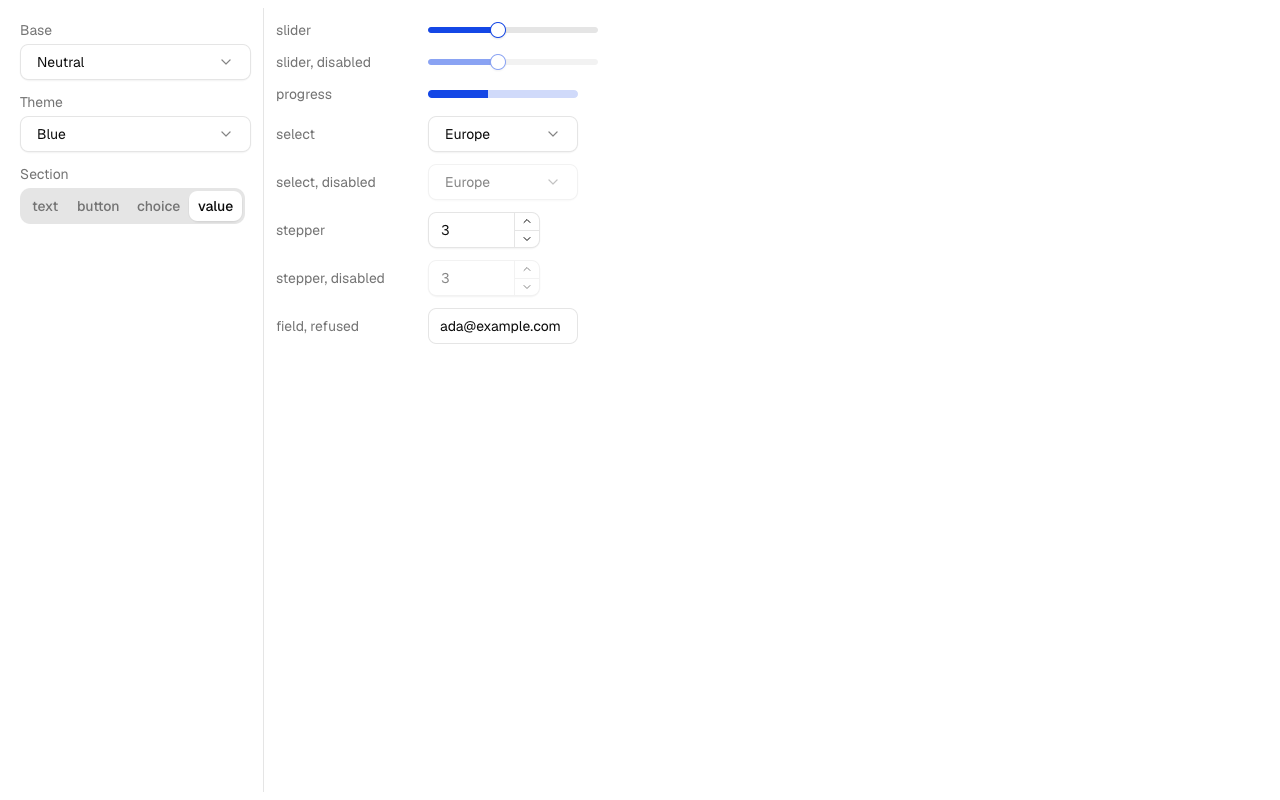 Base
Neutral
Theme
Blue
Section
text button choice value
slider
slider, disabled
progress
select Europe
select, disabled Europe
stepper 3
stepper, disabled 3
field, refused ada@example.com